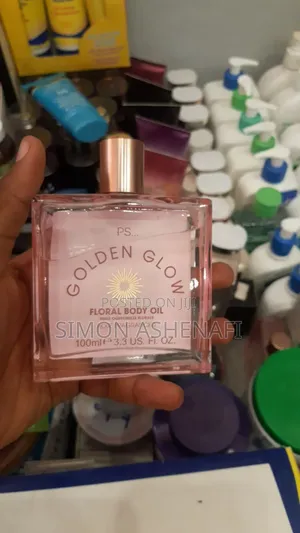 PS...
GOLDEN GLOW
POSTED ON JIJI
FLORAL BODY OIL
SIMON ASHENAFI
100ml ℮ 3.3 US. FL OZ.